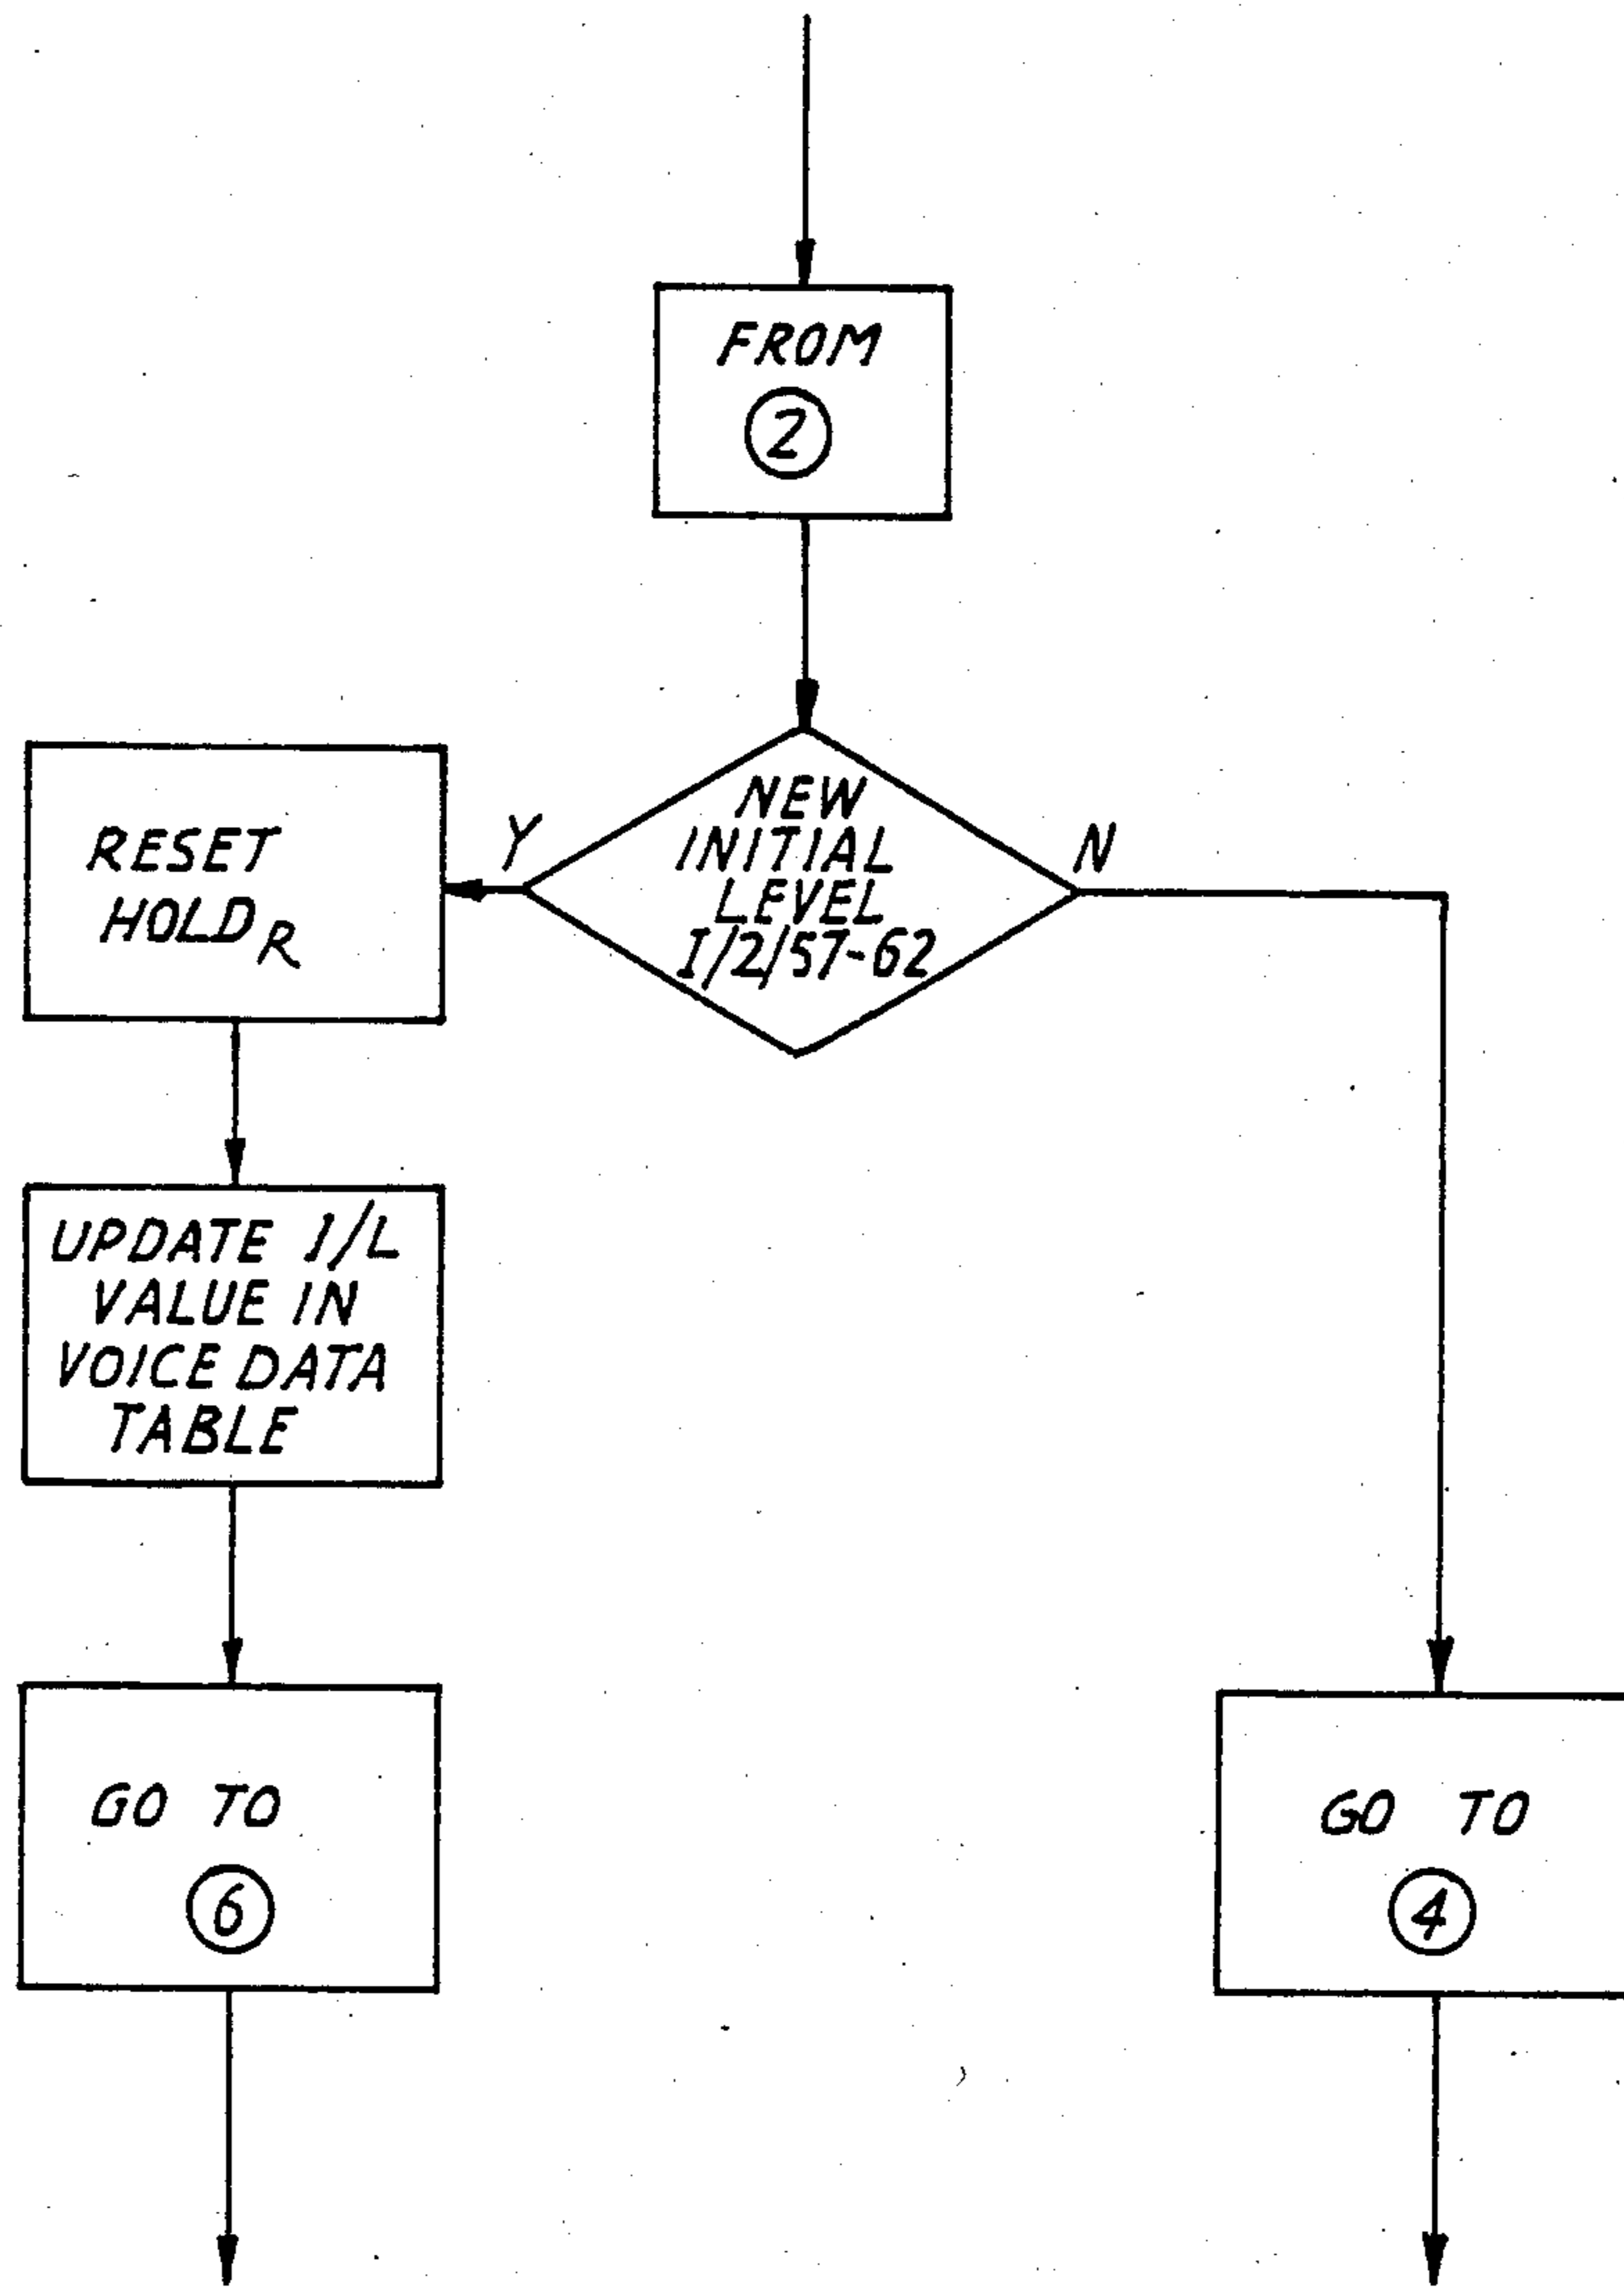 FROM
2
NEW
INITIAL
LEVEL
I/2/57-62
Y
N
RESET
HOLD R
UPDATE I/L
VALUE IN
VOICE DATA
TABLE
GO TO
6
GO TO
4